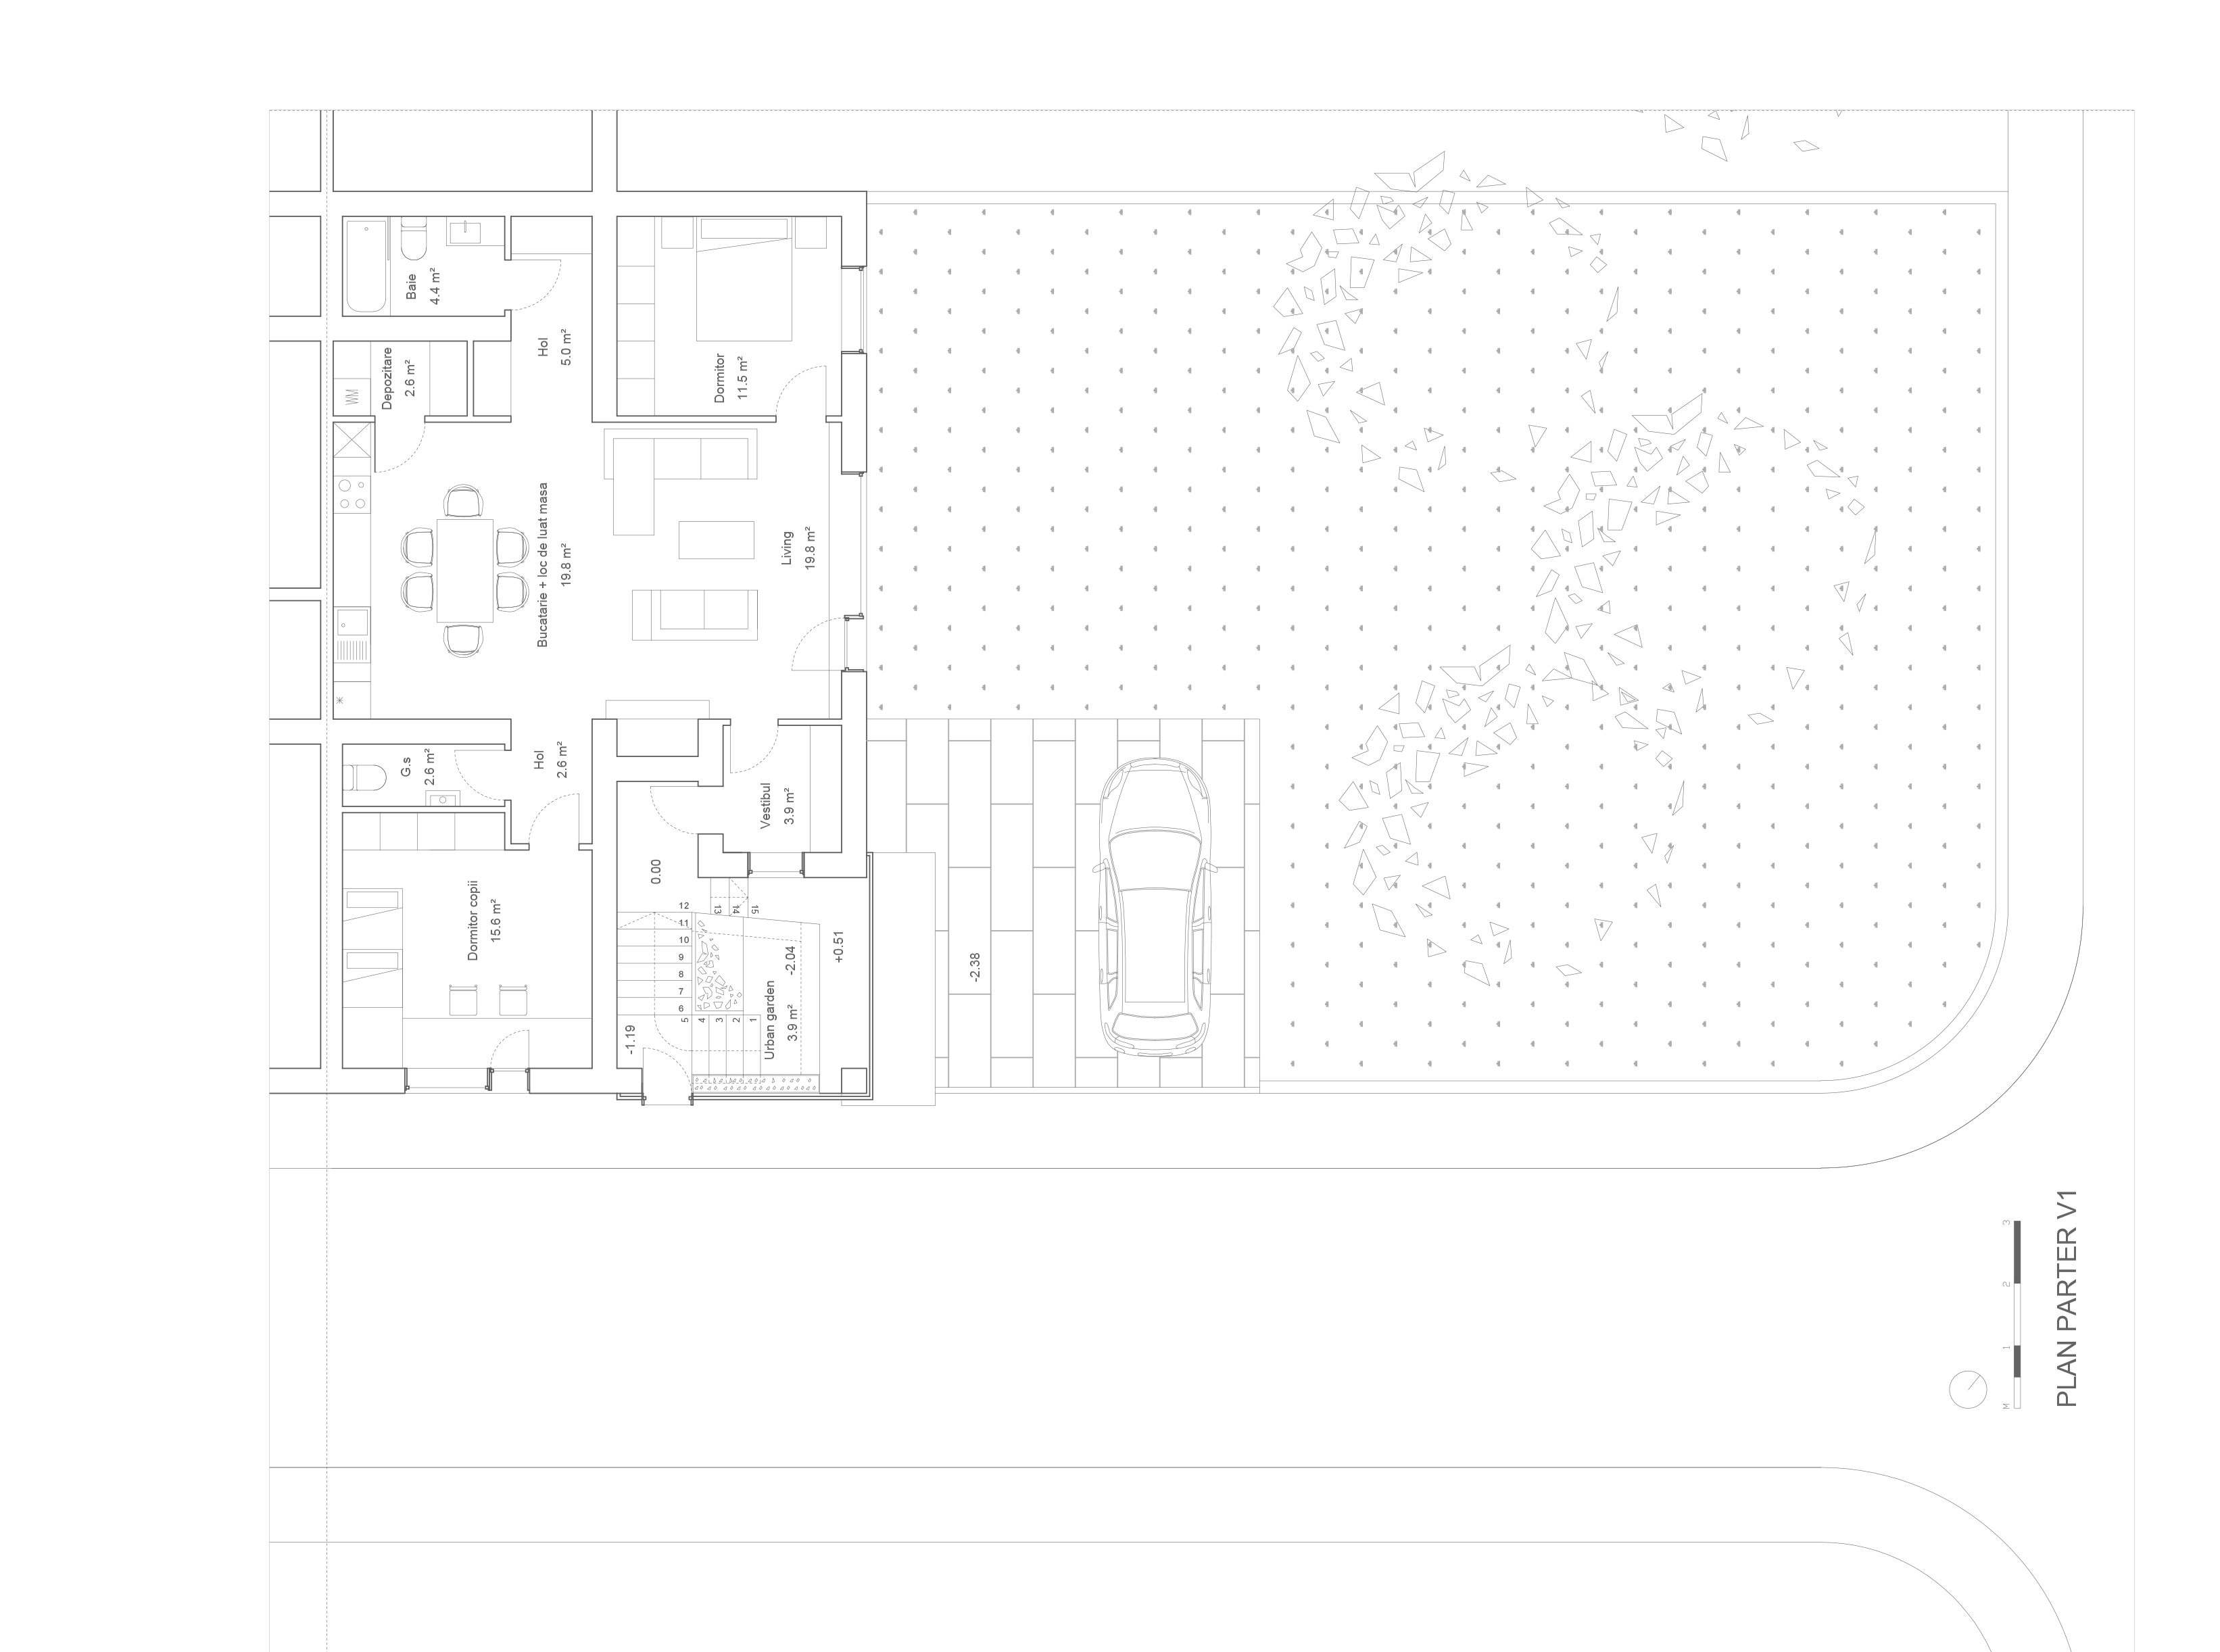 Baie
4.4 m²
Hol
5.0 m²
Dormitor
11.5 m²
WM
Depozitare
2.6 m²
Bucatarie + loc de luat masa
19.8 m²
Living
19.8 m²
G.s
2.6 m²
Hol
2.6 m²
Vestibul
3.9 m²
Dormitor copii
15.6 m²
0.00
12
11
10
9
8
7
6
5
4
3
2
1
13
14
15
-1.19
Urban garden
3.9 m²
-2.04
+0.51
-2.38
M
1
2
3
PLAN PARTER V1